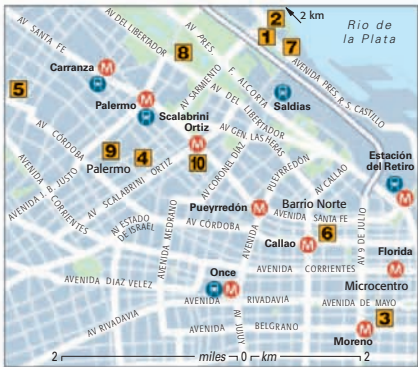 2 km
Rio de
la Plata
2
1
7
8
5
9
4
10
6
3
AV SANTA FE
AV DEL LIBERTADOR
AV PRES
F. ALCORTA
AV SARMIENTO
AVENIDA PRES R. S. CASTILLO
Carranza
M
Palermo
M
Scalabrini
Ortiz
M
Saldias
AV DEL LIBERTADOR
AV GEN. LAS HERAS
AV CORONEL DÍAZ
AV CÓRDOBA
AVENIDA J. B. JUSTO
AVENIDA
CORRIENTES
Palermo
AV SCALABRINI ORTIZ
AV ESTADO
DE ISRAEL
AVENIDA MEDRANO
Pueyrredón
M
PUEYRREDÓN
AVENIDA
AV CALLAO
Estación
del Retiro
M
Barrio Norte
AVENIDA SANTA FE
AV CÓRDOBA
Callao
M
AV 9 DE JULIO
Florida
M
AVENIDA DIAZ VELEZ
Once
M
AVENIDA CORRIENTES
Microcentro
AVENIDA RIVADAVIA
AVENIDA DE MAYO
AV RIVADAVIA
AVENIDA BELGRANO
AV JUJUY
Moreno
M
2 miles 0 km 2